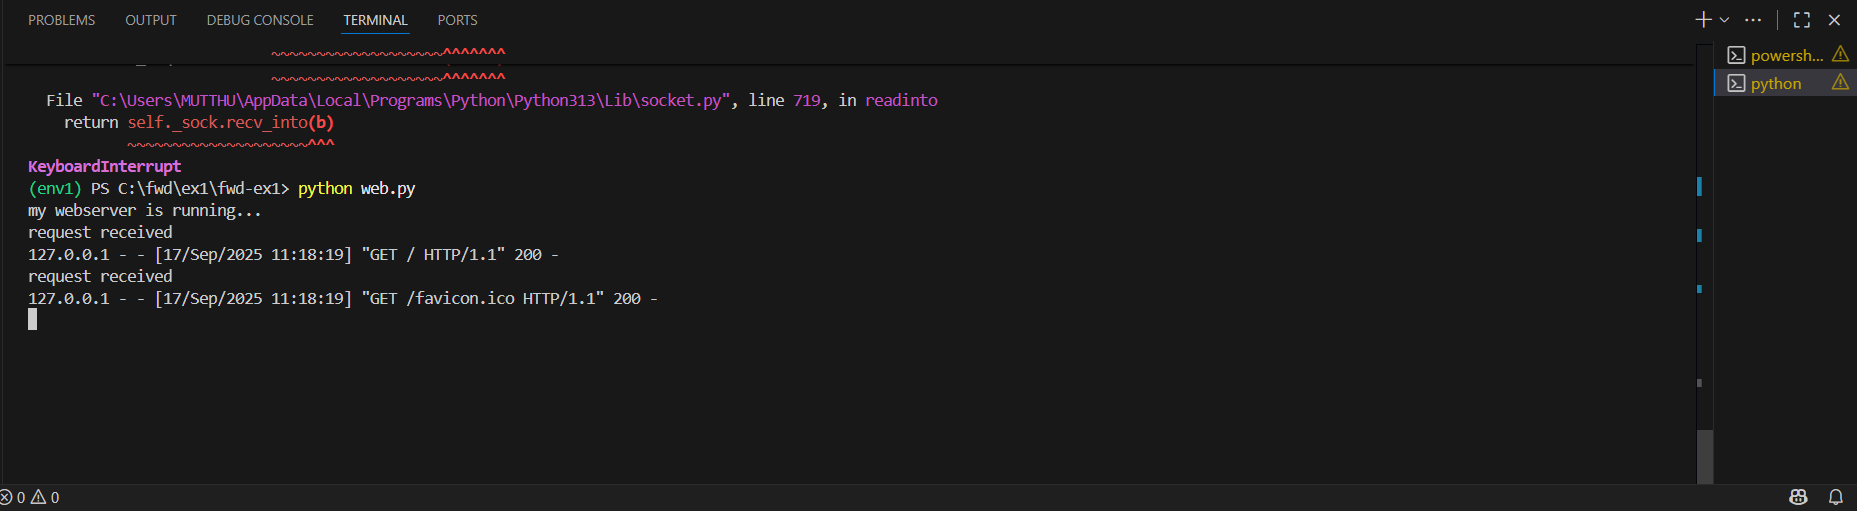 PROBLEMS OUTPUT DEBUG CONSOLE TERMINAL PORTS
~~~~~~~~~~~~~~~~~~~^^^^^^^
~~~~~~~~~~~~~~~~~~~^^^^^^^
File "C:\Users\MUTTHU\AppData\Local\Programs\Python\Python313\Lib\socket.py", line 719, in readinto
return self._sock.recv_into(b)
~~~~~~~~~~~~~~~~~~~~^^^
KeyboardInterrupt
(env1) PS C:\fwd\ex1\fwd-ex1> python web.py
my webserver is running...
request received
127.0.0.1 - - [17/Sep/2025 11:18:19] "GET / HTTP/1.1" 200 -
request received
127.0.0.1 - - [17/Sep/2025 11:18:19] "GET /favicon.ico HTTP/1.1" 200 -
powersh...
python
0 0